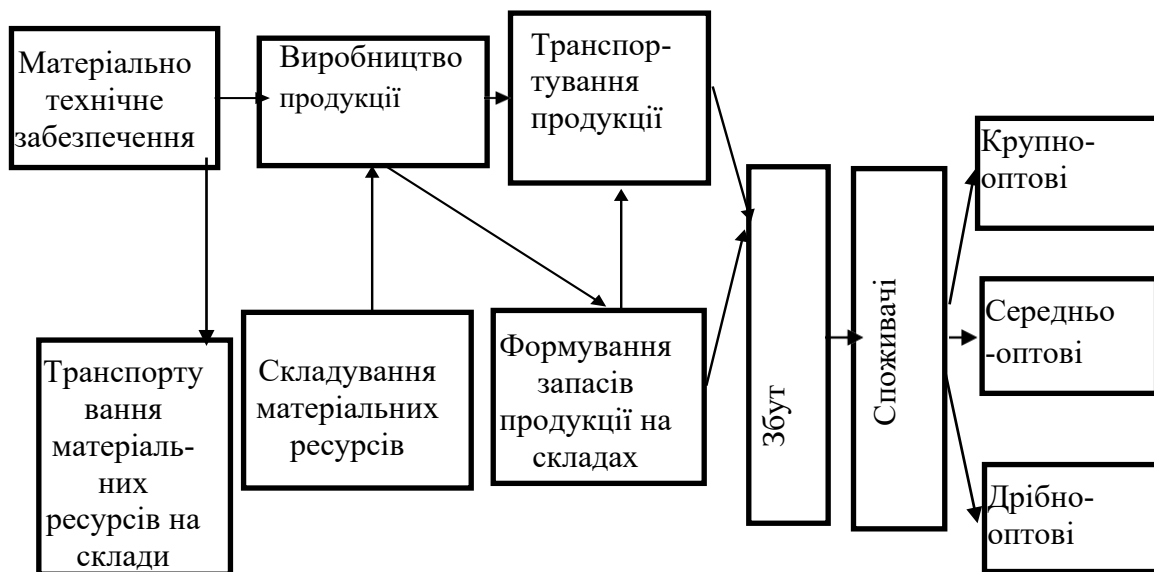 Матеріально
технічне
забезпечення
Виробництво
продукції
Транспор-
тування
продукції
Транспорту
вання
матеріаль-
них
ресурсів на
склади
Складування
матеріальних
ресурсів
Формування
запасів
продукції на
складах
Збут
Споживачі
Крупно-
оптові
Середньо
-оптові
Дрібно-
оптові